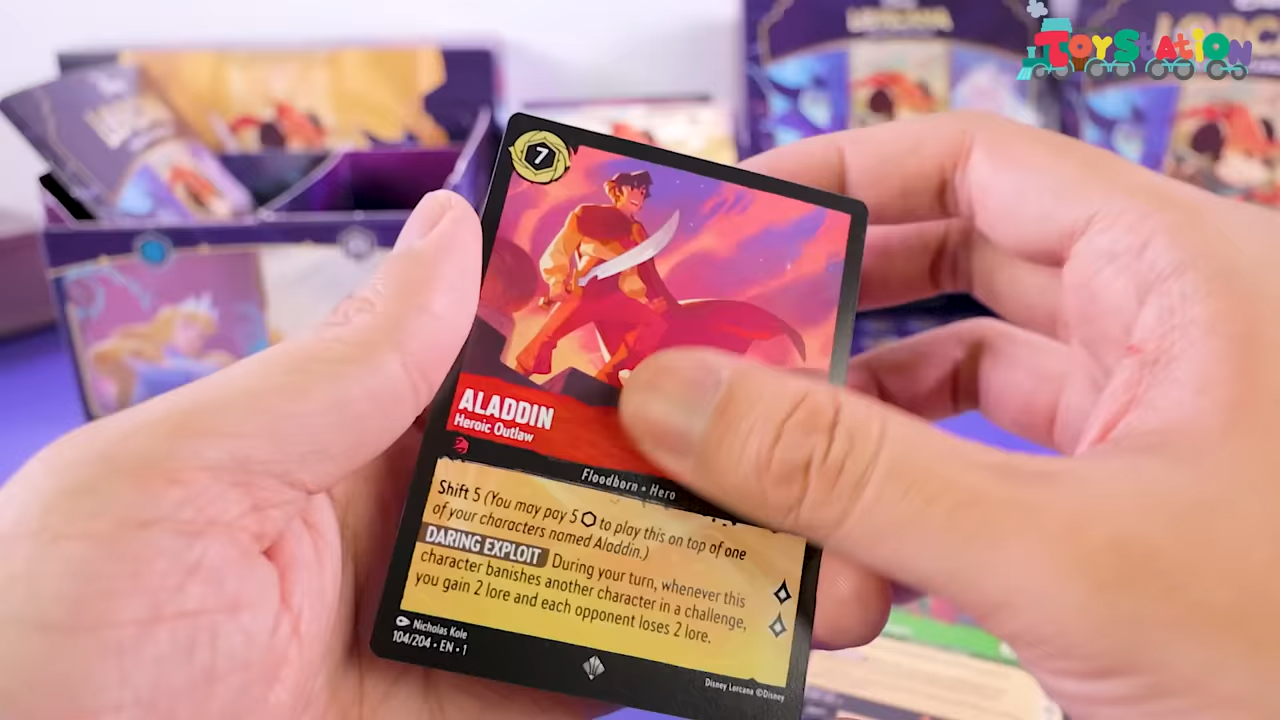 LORCANA
TOYSTATION
7
ALADDIN
Heroic Outlaw
Floodborn • Hero
Shift 5 (You may pay 5 ⬡ to play this on top of one
of your characters named Aladdin.)
DARING EXPLOIT During your turn, whenever this
character banishes another character in a challenge,
you gain 2 lore and each opponent loses 2 lore.
Nicholas Kole
104/204 • EN • 1
Disney Lorcana ©Disney